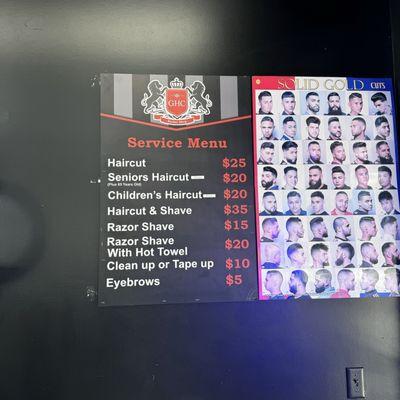 GHC
SOLID GOLD CUTS
Service Menu
Haircut $25
Seniors Haircut $20
(Plus 65 Years Old)
Children's Haircut $20
Haircut & Shave $35
Razor Shave $15
Razor Shave
With Hot Towel $20
Clean up or Tape up $10
Eyebrows $5